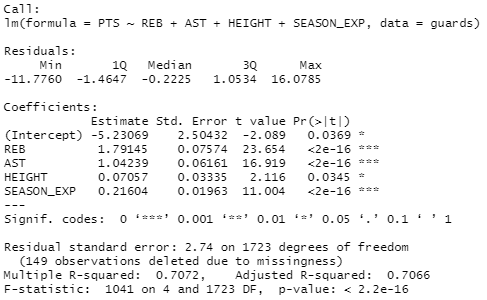 Call:
lm(formula = PTS ~ REB + AST + HEIGHT + SEASON_EXP, data = guards)
Residuals:
Min 1Q Median 3Q Max
-11.7760 -1.4647 -0.2225 1.0534 16.0785
Coefficients:
Estimate Std. Error t value Pr(>|t|)
(Intercept) -5.23069 2.50432 -2.089 0.0369 *
REB 1.79145 0.07574 23.654 <2e-16 ***
AST 1.04239 0.06161 16.919 <2e-16 ***
HEIGHT 0.07057 0.03335 2.116 0.0345 *
SEASON_EXP 0.21604 0.01963 11.004 <2e-16 ***
---
Signif. codes: 0 ‘***’ 0.001 ‘**’ 0.01 ‘*’ 0.05 ‘.’ 0.1 ‘ ’ 1
Residual standard error: 2.74 on 1723 degrees of freedom
(149 observations deleted due to missingness)
Multiple R-squared: 0.7072, Adjusted R-squared: 0.7066
F-statistic: 1041 on 4 and 1723 DF, p-value: < 2.2e-16